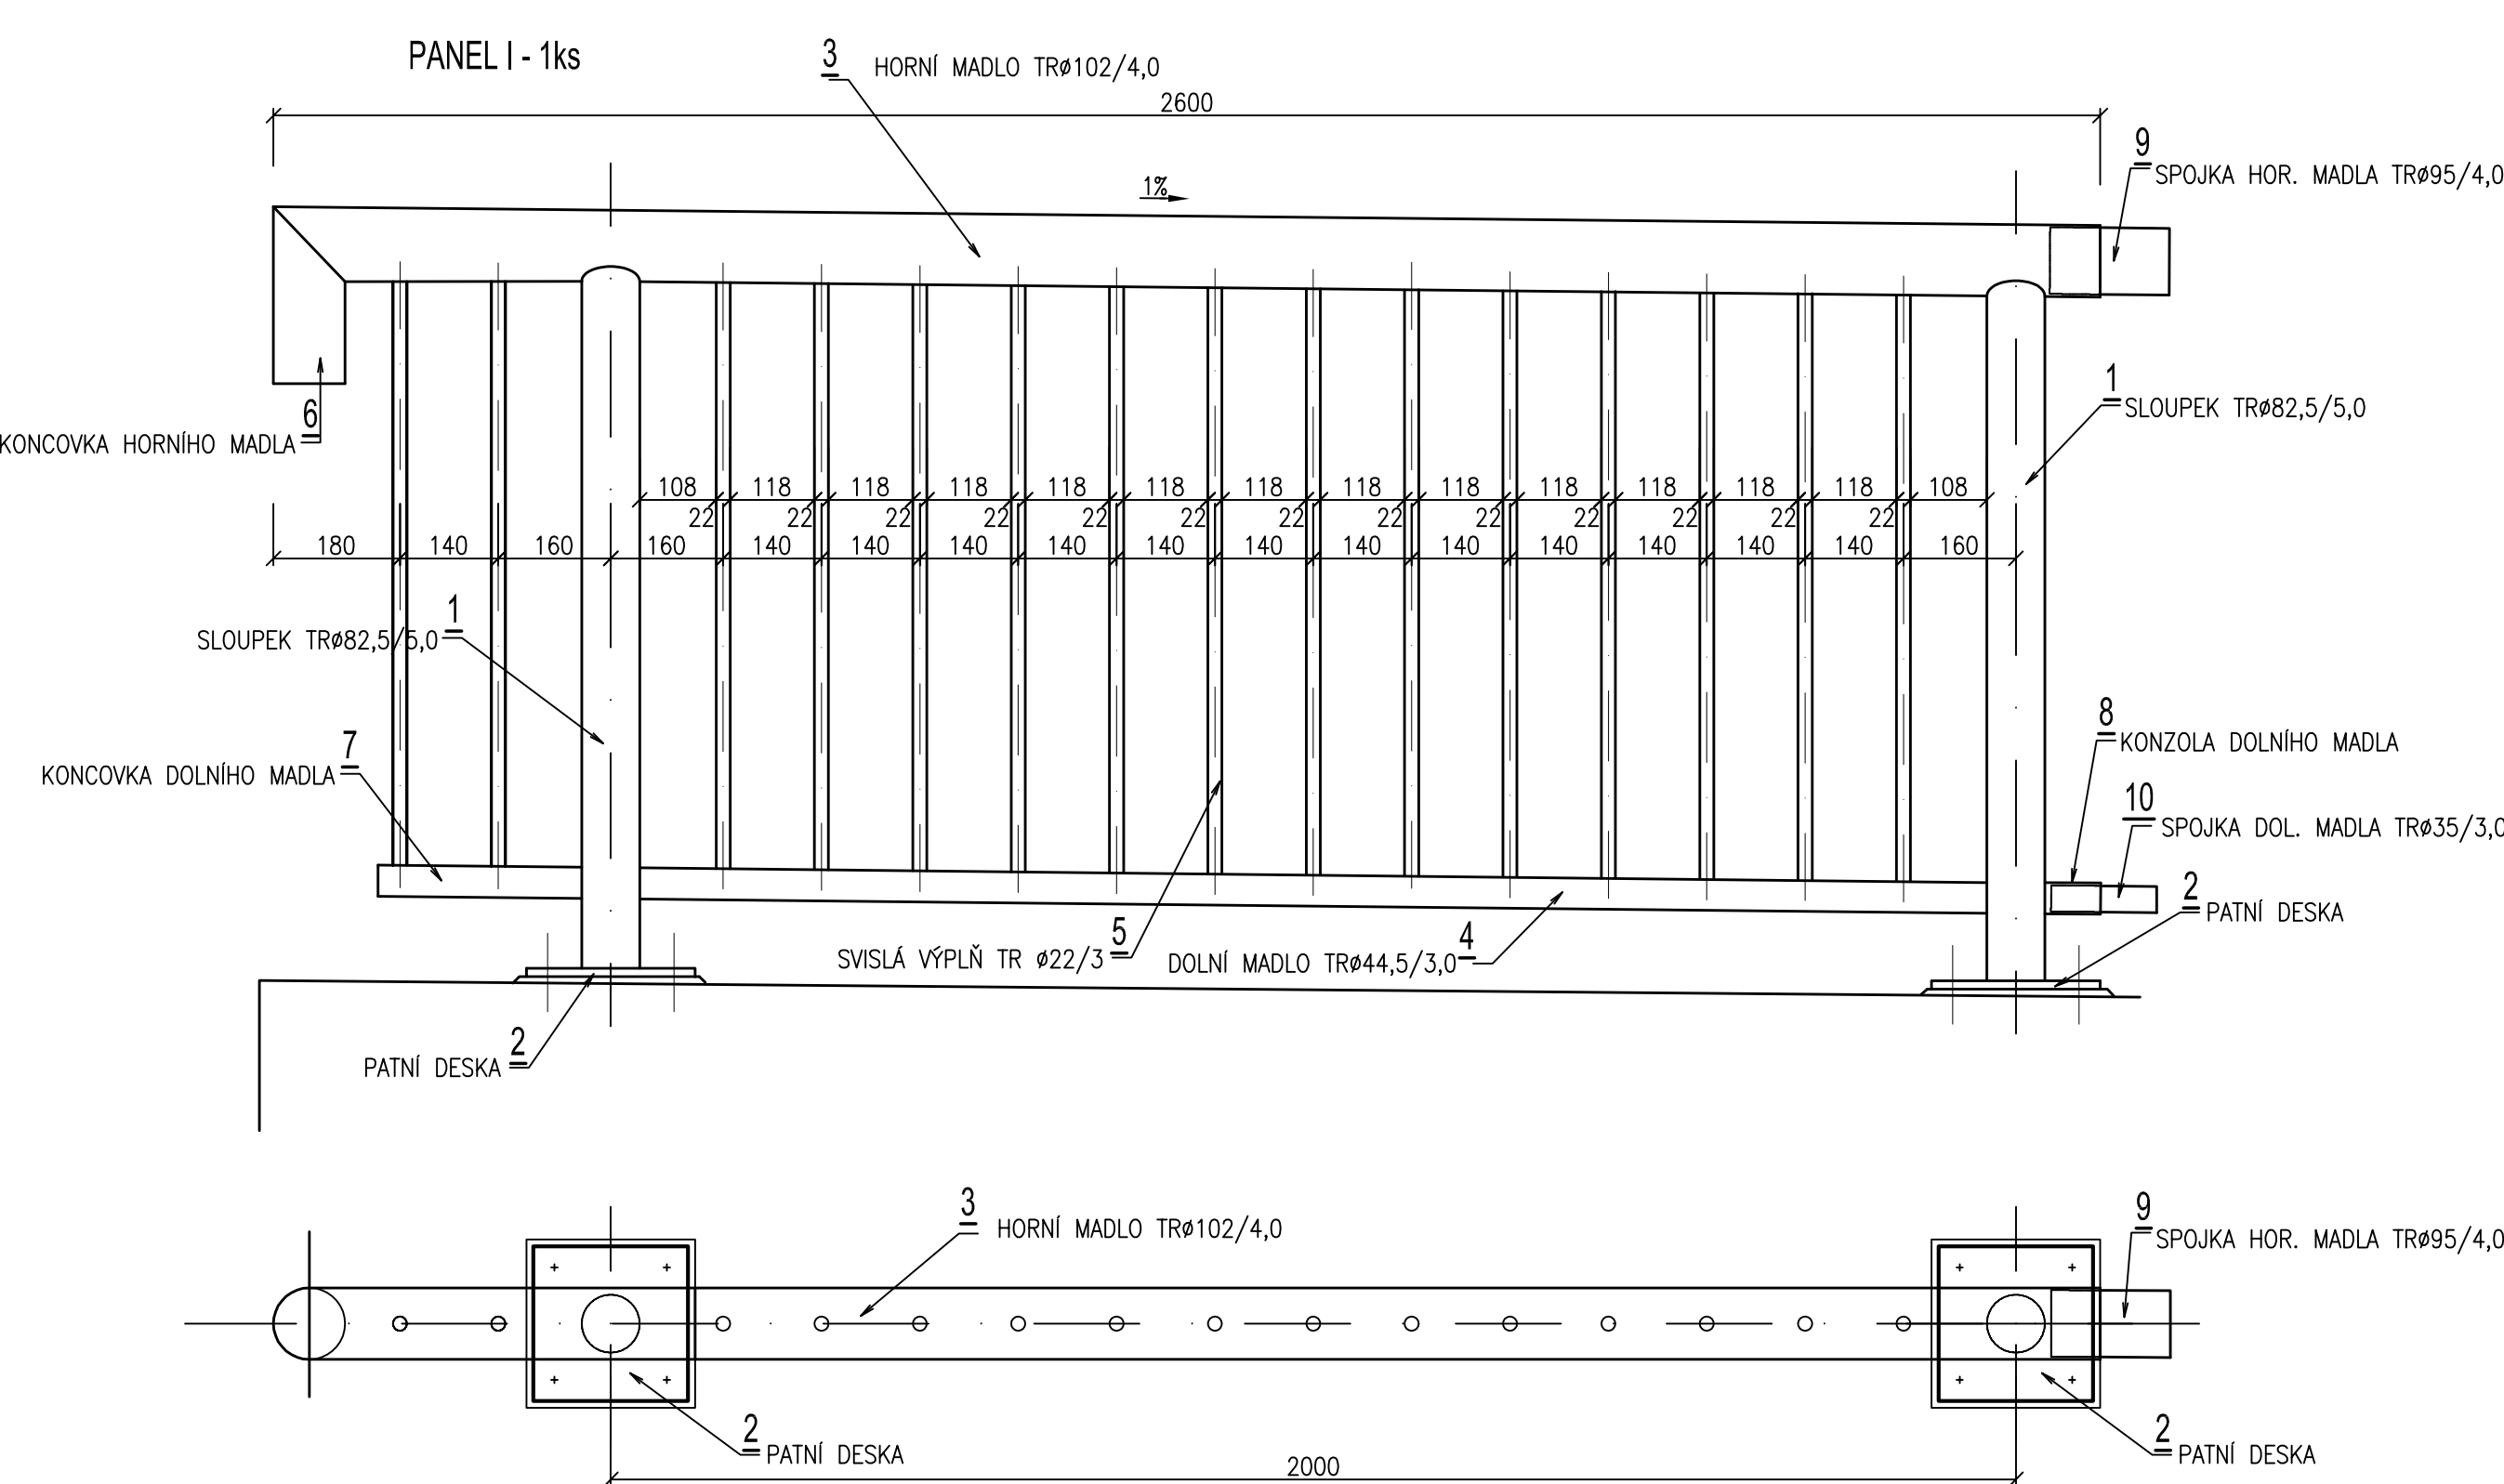 PANEL I - 1ks
3 HORNÍ MADLO TRø102/4,0
2600
9 SPOJKA HOR. MADLA TRø95/4,0
1%
1 SLOUPEK TRø82,5/5,0
6 KONCOVKA HORNÍHO MADLA
108 118 118 118 118 118 118 118 118 118 118 118 118 108
22 22 22 22 22 22 22 22 22 22 22 22 22
180 140 160 160 140 140 140 140 140 140 140 140 140 140 140 140 160
1 SLOUPEK TRø82,5/5,0
7 KONCOVKA DOLNÍHO MADLA
8 KONZOLA DOLNÍHO MADLA
10 SPOJKA DOL. MADLA TRø35/3,0
2 PATNÍ DESKA
5 SVISLÁ VÝPLŇ TR ø22/3
4 DOLNÍ MADLO TRø44,5/3,0
2 PATNÍ DESKA
3 HORNÍ MADLO TRø102/4,0
9 SPOJKA HOR. MADLA TRø95/4,0
2 PATNÍ DESKA
2 PATNÍ DESKA
2000